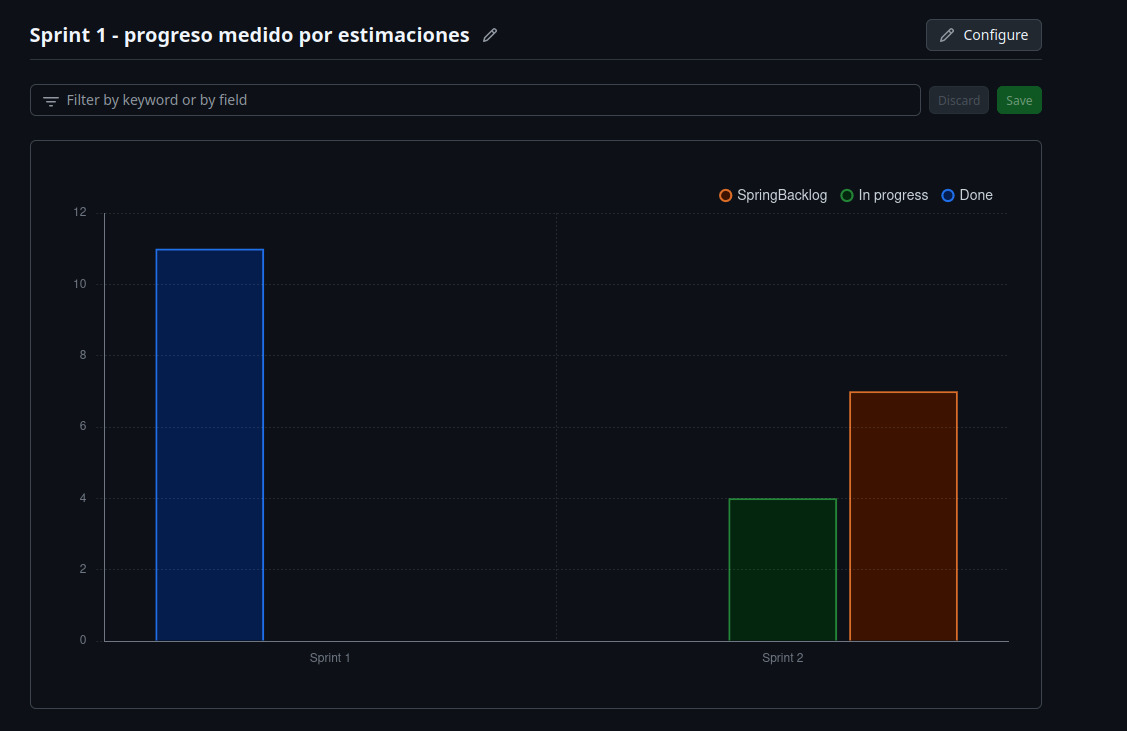 Sprint 1 - progreso medido por estimaciones
Configure
Filter by keyword or by field
Discard
Save
SpringBacklog
In progress
Done
12
10
8
6
4
2
0
Sprint 1
Sprint 2